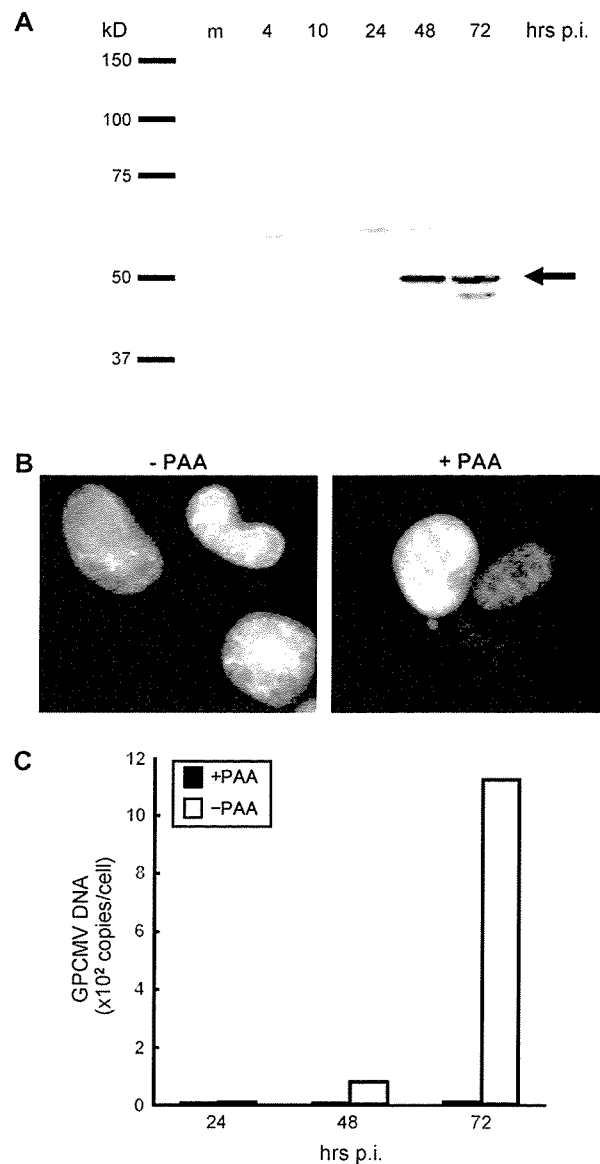 A
kD m 4 10 24 48 72 hrs p.i.
150
100
75
50
37
B
- PAA + PAA
C
12
10
8
6
4
2
0
GPCMV DNA
(x10² copies/cell)
+PAA
−PAA
24 48 72
hrs p.i.